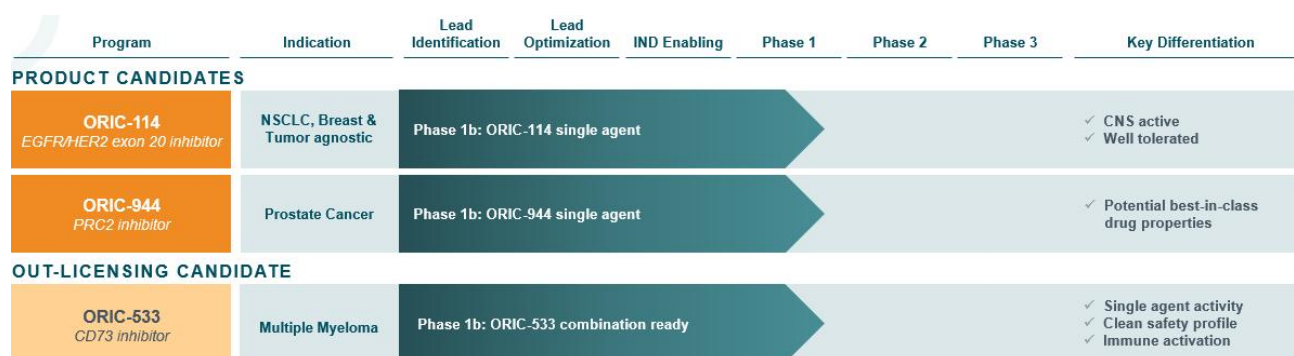 Program
Indication
Lead
Identification
Lead
Optimization
IND Enabling
Phase 1
Phase 2
Phase 3
Key Differentiation
PRODUCT CANDIDATES
ORIC-114
EGFR/HER2 exon 20 inhibitor
NSCLC, Breast &
Tumor agnostic
Phase 1b: ORIC-114 single agent
✓ CNS active
✓ Well tolerated
ORIC-944
PRC2 inhibitor
Prostate Cancer
Phase 1b: ORIC-944 single agent
✓ Potential best-in-class
drug properties
OUT-LICENSING CANDIDATE
ORIC-533
CD73 inhibitor
Multiple Myeloma
Phase 1b: ORIC-533 combination ready
✓ Single agent activity
✓ Clean safety profile
✓ Immune activation